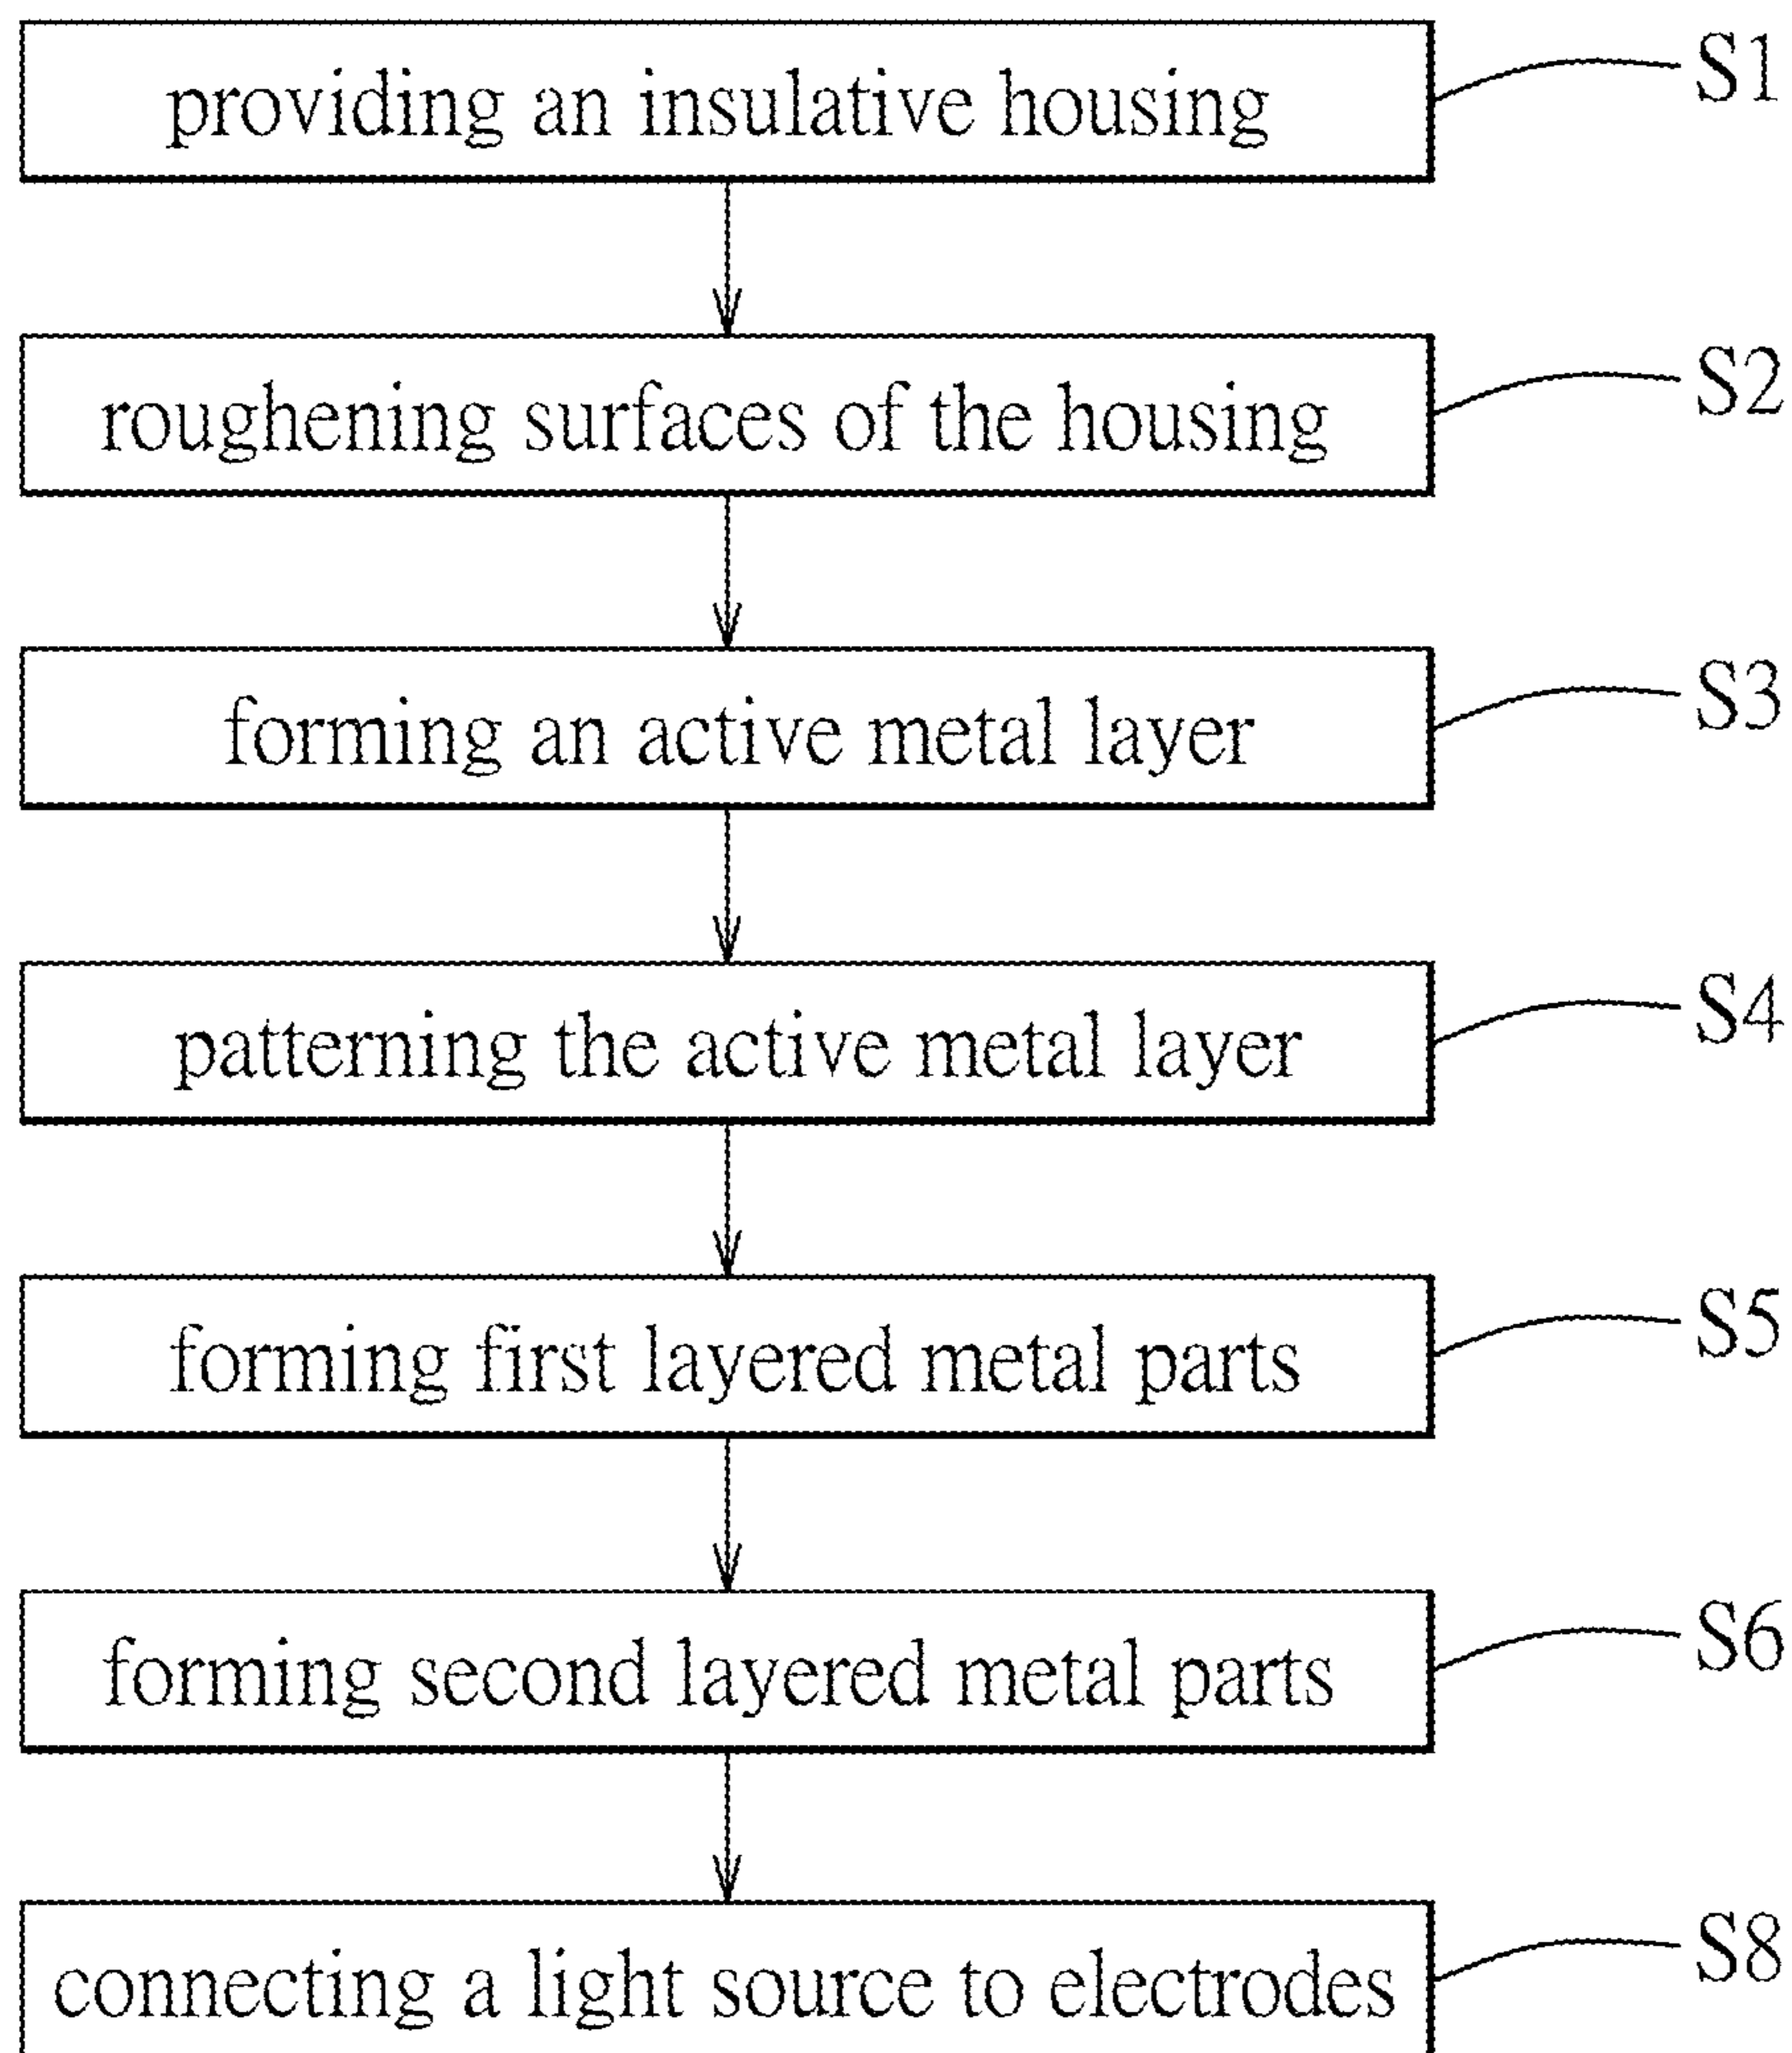 providing an insulative housing
S1
roughening surfaces of the housing
S2
forming an active metal layer
S3
patterning the active metal layer
S4
forming first layered metal parts
S5
forming second layered metal parts
S6
connecting a light source to electrodes
S8